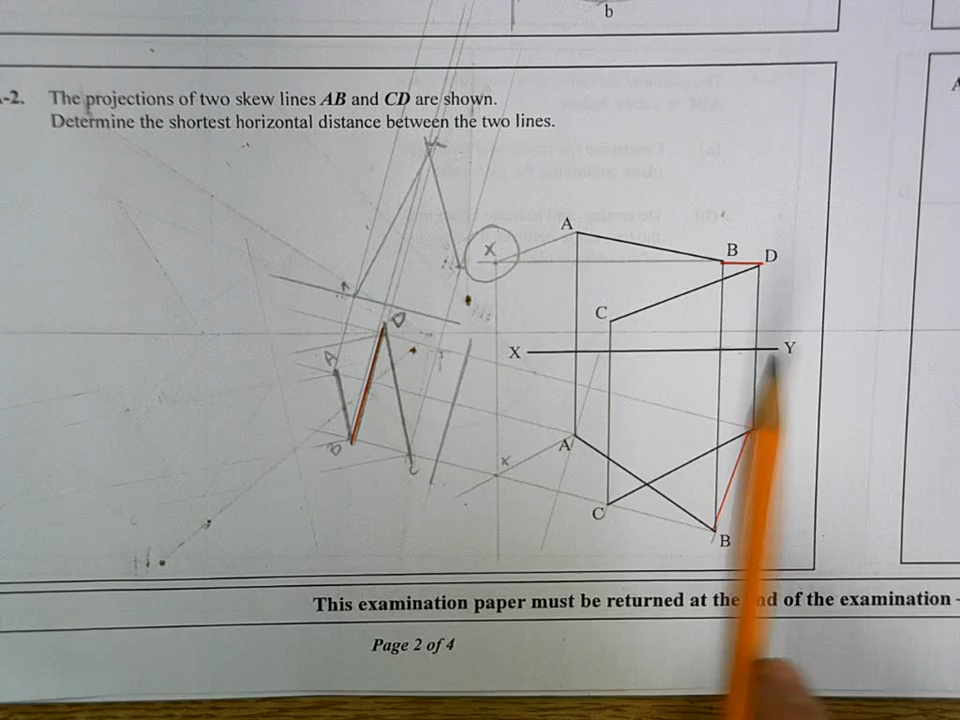 b
-2. The projections of two skew lines AB and CD are shown.
Determine the shortest horizontal distance between the two lines.
A
X
B
D
C
X
Y
D
A
B
C
X
A
C
B
H
This examination paper must be returned at the nd of the examination -
Page 2 of 4